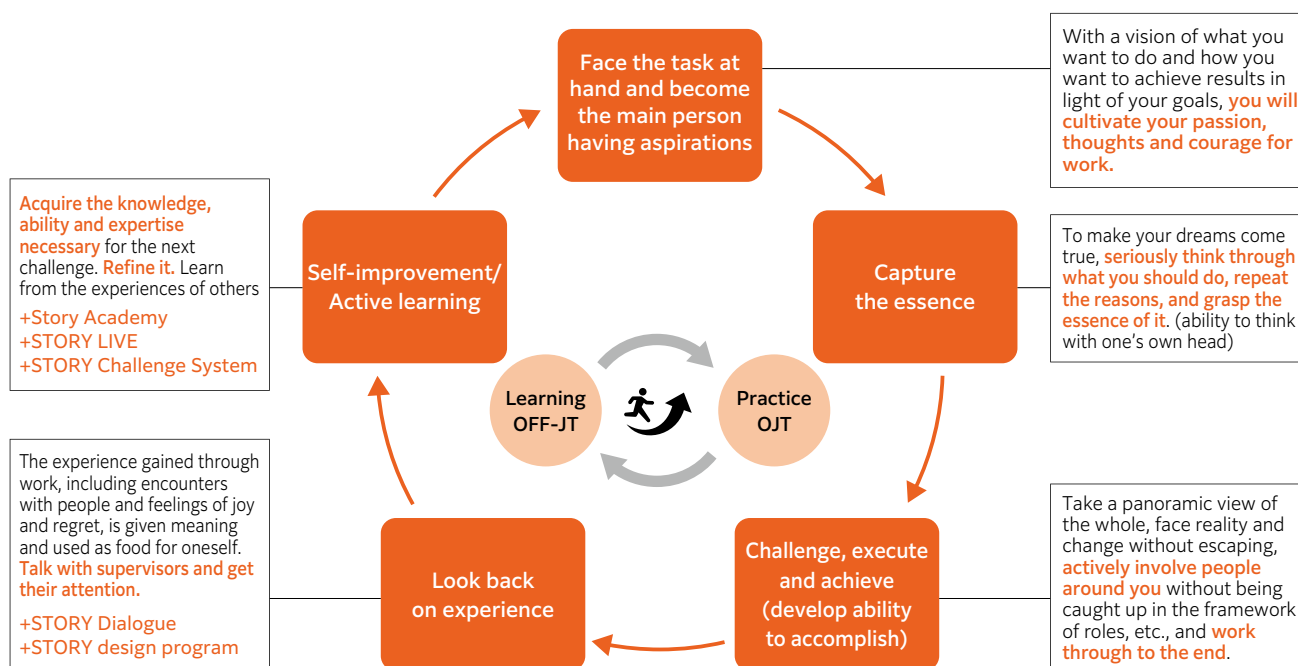 Face the task at
hand and become
the main person
having aspirations
With a vision of what you
want to do and how you
want to achieve results in
light of your goals, you will
cultivate your passion,
thoughts and courage for
work.
Capture
the essence
To make your dreams come
true, seriously think through
what you should do, repeat
the reasons, and grasp the
essence of it. (ability to think
with one's own head)
Challenge, execute
and achieve
(develop ability
to accomplish)
Take a panoramic view of
the whole, face reality and
change without escaping,
actively involve people
around you without being
caught up in the framework
of roles, etc., and work
through to the end.
Look back
on experience
The experience gained through
work, including encounters
with people and feelings of joy
and regret, is given meaning
and used as food for oneself.
Talk with supervisors and get
their attention.
+STORY Dialogue
+STORY design program
Self-improvement/
Active learning
Acquire the knowledge,
ability and expertise
necessary for the next
challenge. Refine it. Learn
from the experiences of others
+Story Academy
+STORY LIVE
+STORY Challenge System
Learning
OFF-JT
Practice
OJT